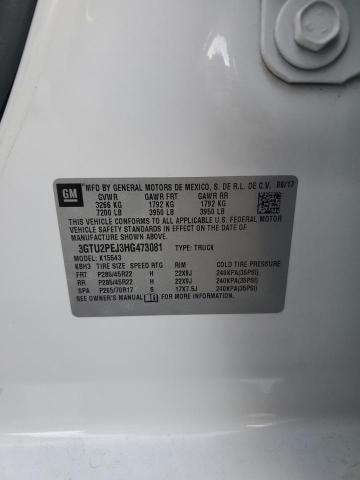 GM
MFD BY GENERAL MOTORS DE MEXICO, S. DE R.L. DE C.V. 06/17
GVWR GAWR FRT GAWR RR
3266 KG 1792 KG 1792 KG
7200 LB 3950 LB 3950 LB
THIS VEHICLE CONFORMS TO ALL APPLICABLE U.S. FEDERAL MOTOR
VEHICLE SAFETY STANDARDS IN EFFECT ON THE DATE OF
MANUFACTURE SHOWN ABOVE.
3GTU2PEJ3HG473081 TYPE: TRUCK
MODEL: K15543
KBH3 TIRE SIZE SPEED RTG RIM COLD TIRE PRESSURE
FRT P285/45R22 H 22X9J 240KPA(35PSI)
RR P285/45R22 H 22X9J 240KPA(35PSI)
SPA P265/70R17 S 17X7.5J 240KPA(35PSI)
SEE OWNER'S MANUAL FOR ADDITIONAL INFORMATION.